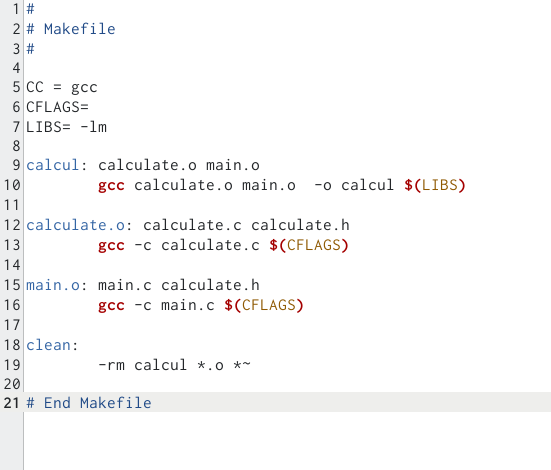 1 #
2 # Makefile
3 #
4
5 CC = gcc
6 CFLAGS=
7 LIBS= -lm
8
9 calcul: calculate.o main.o
10         gcc calculate.o main.o  -o calcul $(LIBS)
11
12 calculate.o: calculate.c calculate.h
13         gcc -c calculate.c $(CFLAGS)
14
15 main.o: main.c calculate.h
16         gcc -c main.c $(CFLAGS)
17
18 clean:
19         -rm calcul *.o *~
20
21 # End Makefile